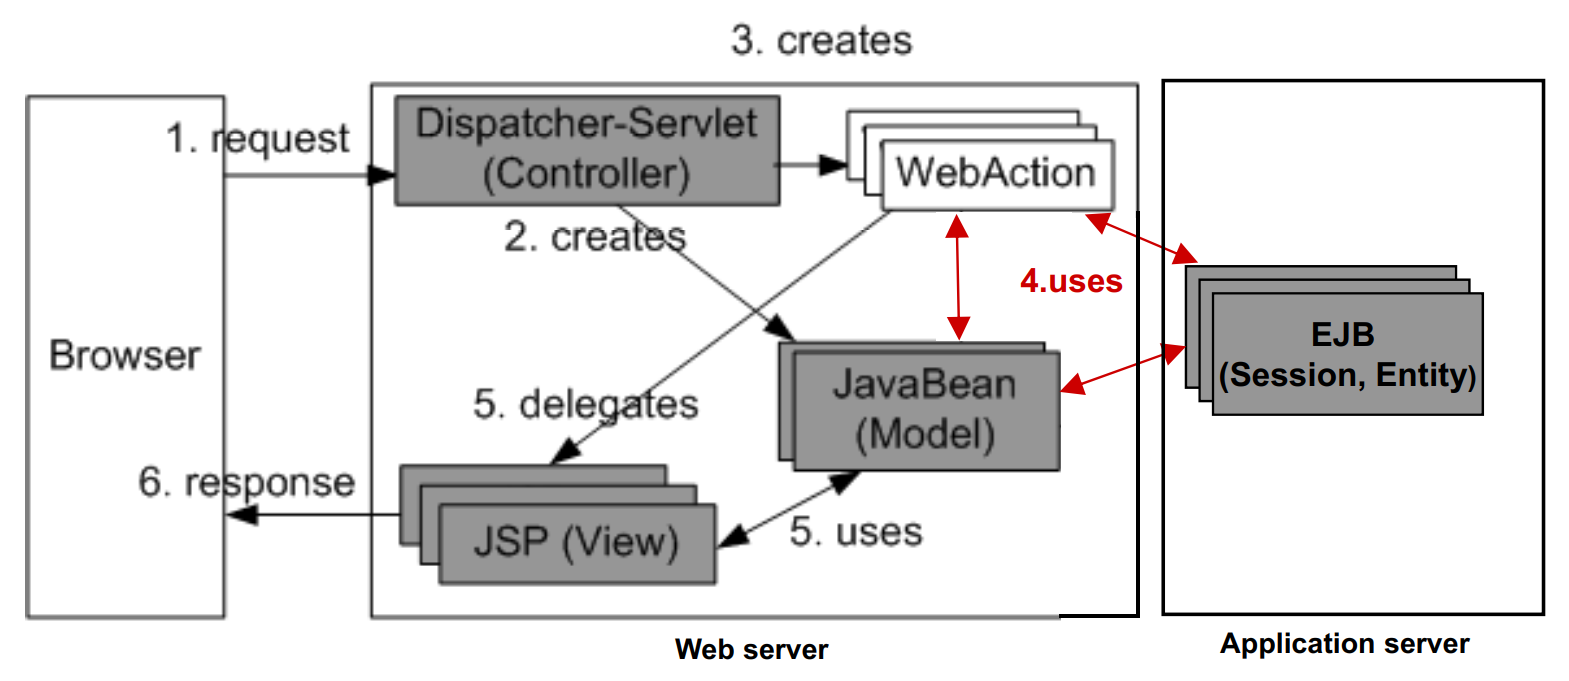 3. creates
1. request
Dispatcher-Servlet
(Controller)
WebAction
2. creates
4.uses
EJB
(Session, Entity)
Browser
JavaBean
(Model)
5. delegates
6. response
JSP (View)
5. uses
Web server
Application server